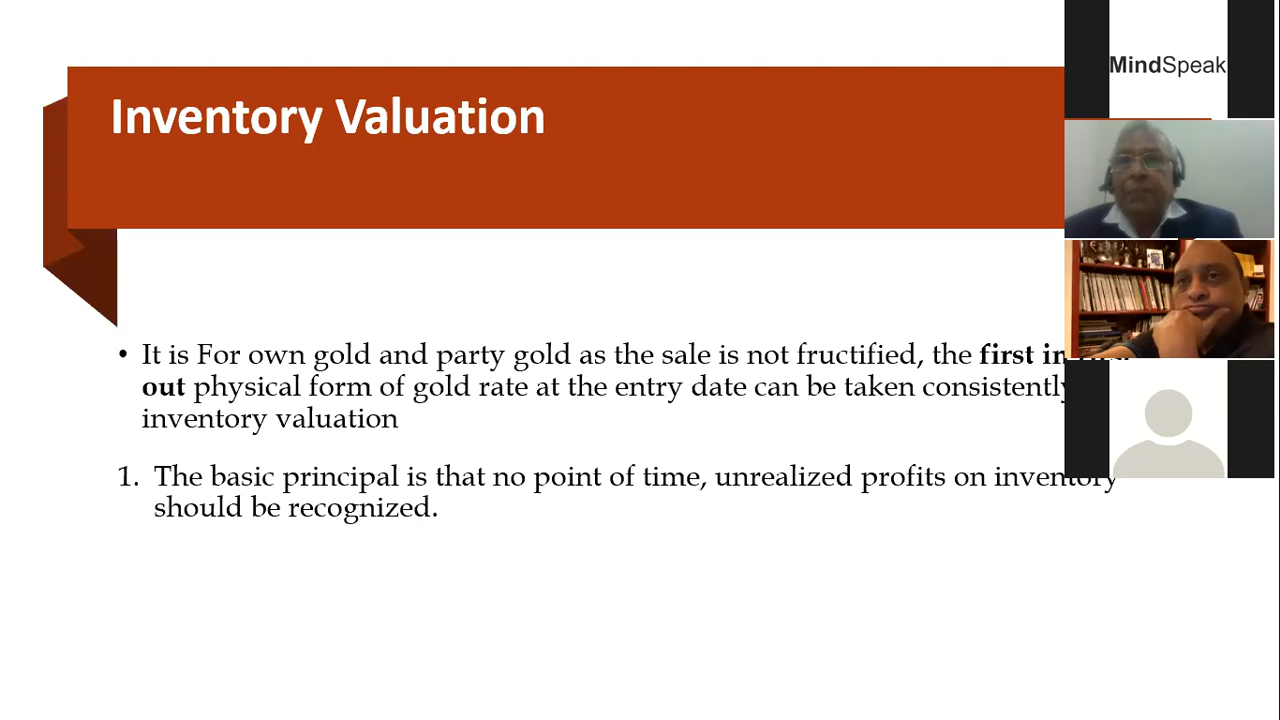 Inventory Valuation
MindSpeak
• It is For own gold and party gold as the sale is not fructified, the first in
out physical form of gold rate at the entry date can be taken consistently
inventory valuation
1. The basic principal is that no point of time, unrealized profits on inventory
should be recognized.